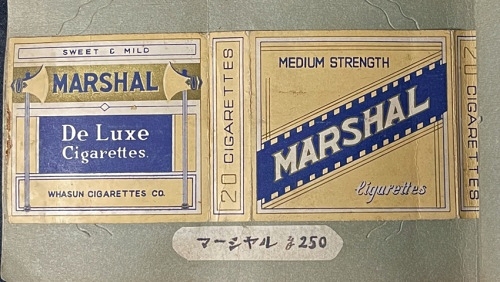 SWEET & MILD
MARSHAL
De Luxe
Cigarettes.
WHASUN CIGARETTES CO.
20 CIGARETTES
MEDIUM STRENGTH
MARSHAL
Cigarettes
20 CIGARETTES
マーシャル 250